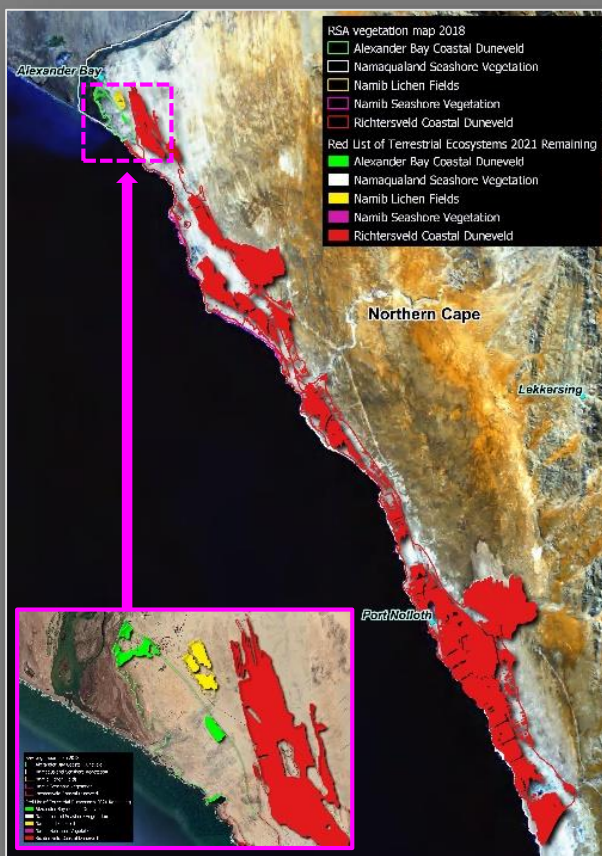 RSA vegetation map 2018
Alexander Bay Coastal Duneveld
Namaqualand Seashore Vegetation
Namib Lichen Fields
Namib Seashore Vegetation
Richtersveld Coastal Duneveld
Red List of Terrestrial Ecosystems 2021 Remaining
Alexander Bay Coastal Duneveld
Namaqualand Seashore Vegetation
Namib Lichen Fields
Namib Seashore Vegetation
Richtersveld Coastal Duneveld
Alexander Bay
Northern Cape
Lekkersing
Port Nolloth